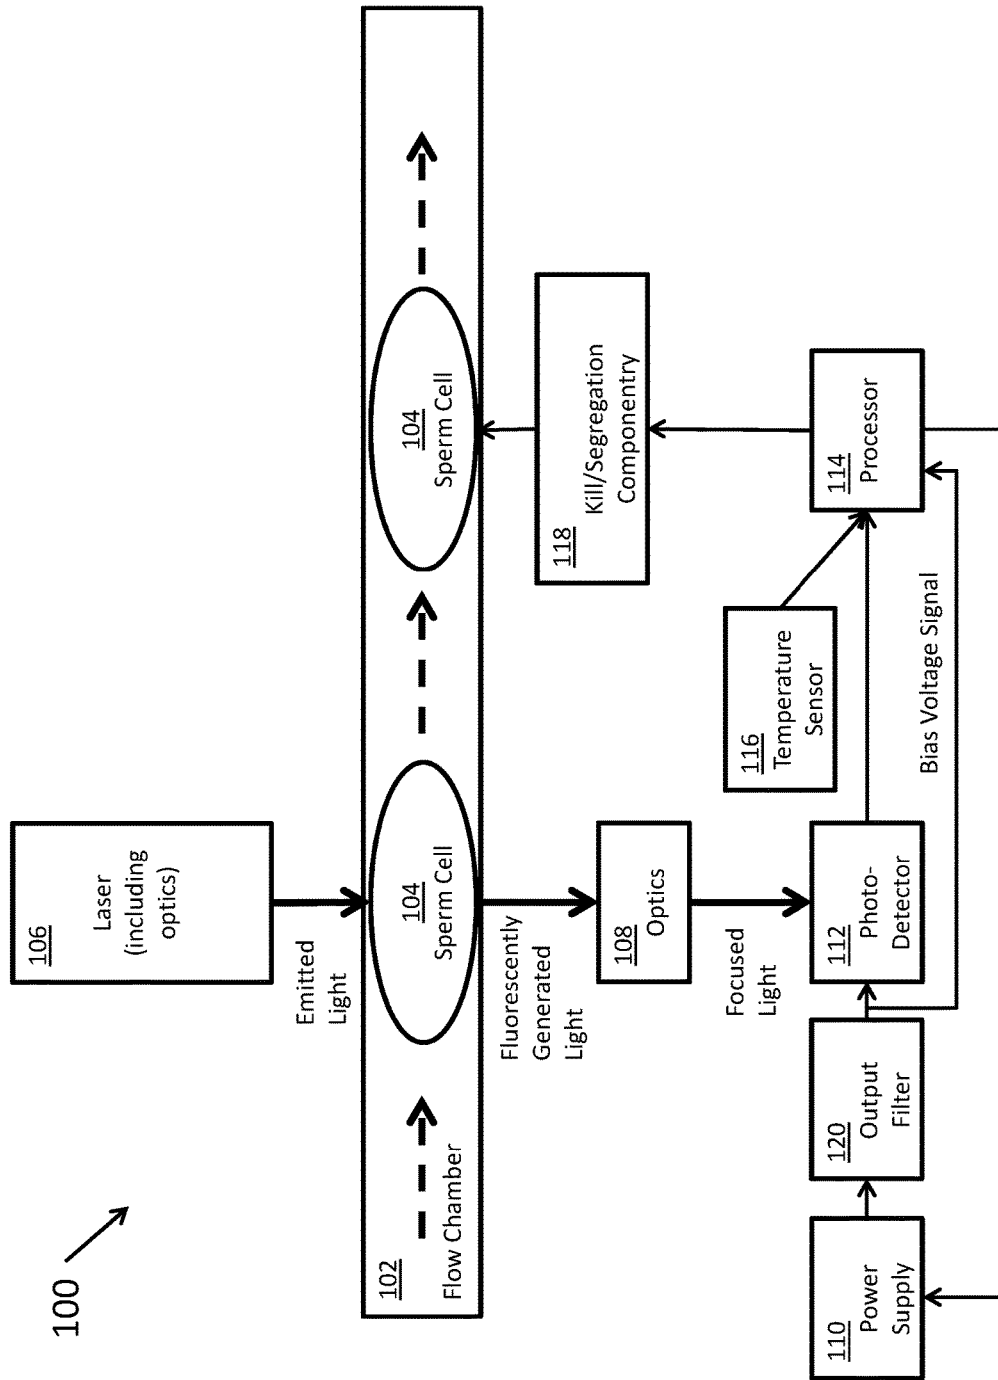 100
106
Laser
(including
optics)
Emitted
Light
102
Flow Chamber
104
Sperm Cell
104
Sperm Cell
Fluorescently
Generated
Light
108
Optics
118
Kill/Segregation
Componentry
Focused
Light
116
Temperature
Sensor
110
Power
Supply
120
Output
Filter
112
Photo-
Detector
114
Processor
Bias Voltage Signal